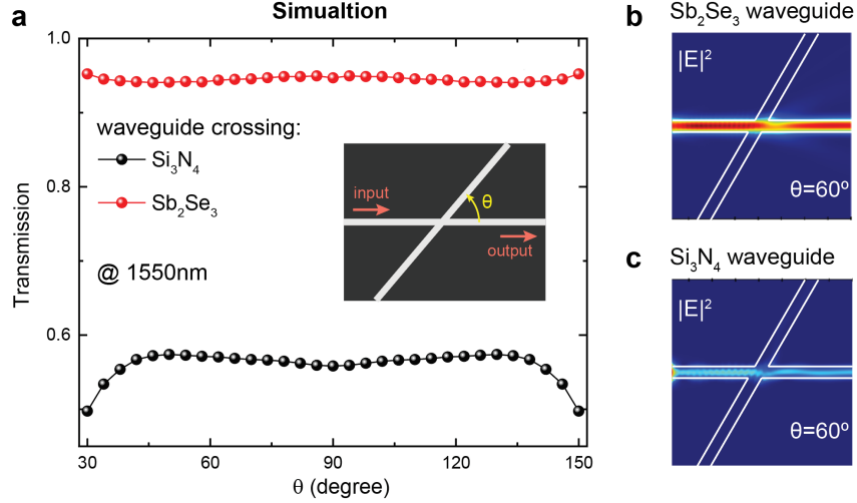 Simualtion
a
1.0
0.8
0.6
Transmission
waveguide crossing:
Si₃N₄
Sb₂Se₃
@ 1550nm
input
θ
output
30
60
90
120
150
θ (degree)
b
Sb₂Se₃ waveguide
|E|²
θ=60º
c
Si₃N₄ waveguide
|E|²
θ=60º